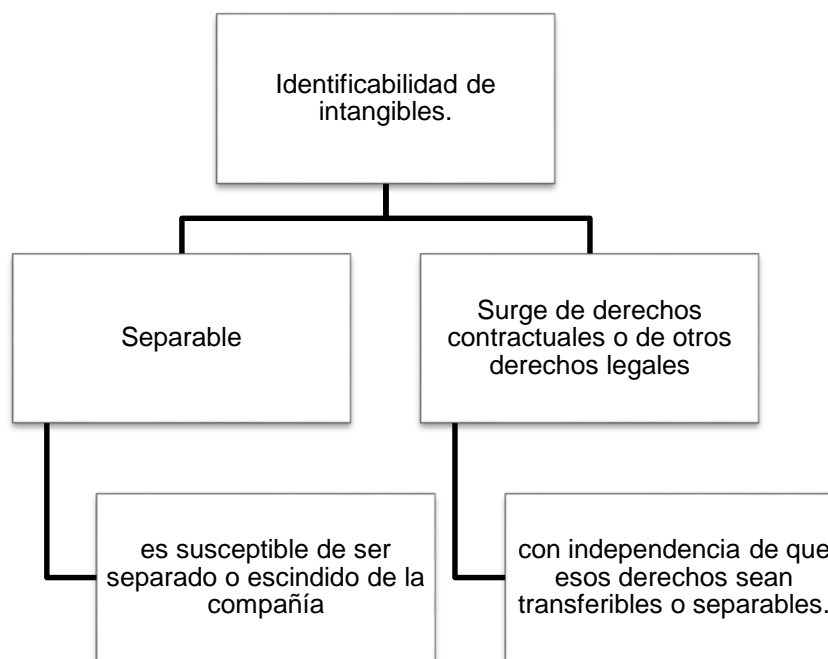 Identificabilidad de
intangibles.
Separable
es susceptible de ser
separado o escindido de la
compañía
Surge de derechos
contractuales o de otros
derechos legales
con independencia de que
esos derechos sean
transferibles o separables.